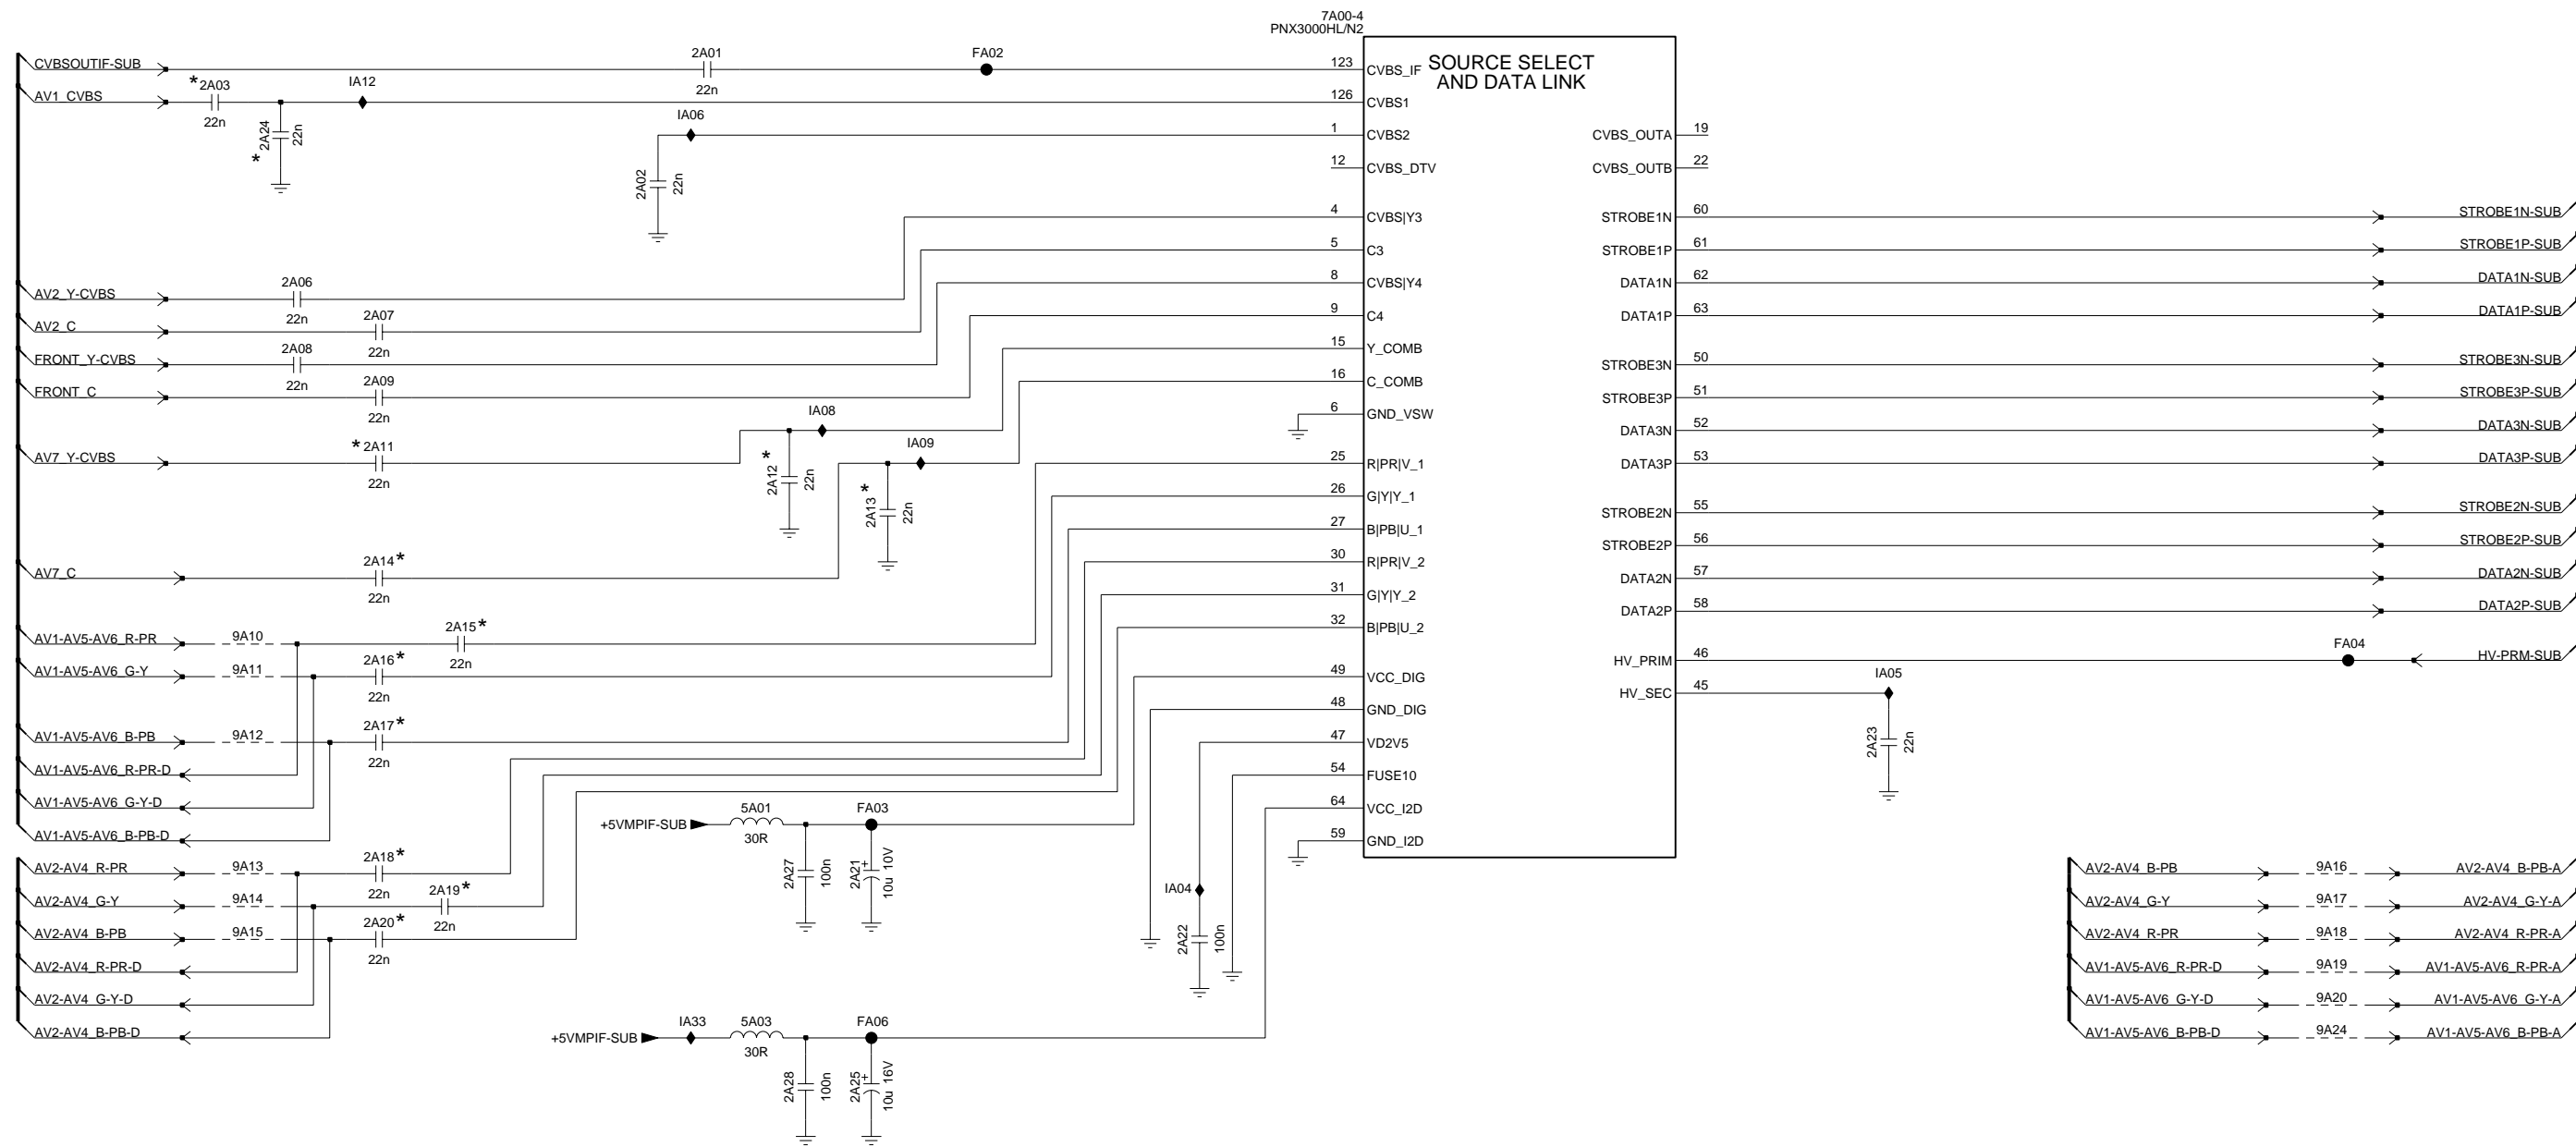 7A00-4
PNX3000HL/N2
SOURCE SELECT
AND DATA LINK
CVBSOUTIF-SUB
2A01
22n
FA02
123
CVBS_IF
AV1_CVBS
*2A03
22n
IA12
126
CVBS1
* 2A24
22n
IA06
1
CVBS2
2A02
22n
12
CVBS_DTV
4
CVBS|Y3
5
C3
8
CVBS|Y4
9
C4
15
Y_COMB
16
C_COMB
6
GND_VSW
25
R|PR|V_1
26
G|Y|Y_1
27
B|PB|U_1
30
R|PR|V_2
31
G|Y|Y_2
32
B|PB|U_2
49
VCC_DIG
48
GND_DIG
47
VD2V5
54
FUSE10
64
VCC_I2D
59
GND_I2D
AV2_Y-CVBS
2A06
22n
AV2_C
2A07
22n
FRONT_Y-CVBS
2A08
22n
FRONT_C
2A09
22n
AV7_Y-CVBS
*2A11
22n
IA08
2A12 *
22n
IA09
2A13 *
22n
AV7_C
2A14*
22n
AV1-AV5-AV6_R-PR
9A10
2A15*
22n
AV1-AV5-AV6_G-Y
9A11
2A16*
22n
AV1-AV5-AV6_B-PB
9A12
2A17*
22n
AV1-AV5-AV6_R-PR-D
AV1-AV5-AV6_G-Y-D
AV1-AV5-AV6_B-PB-D
AV2-AV4_R-PR
9A13
2A18*
22n
AV2-AV4_G-Y
9A14
2A19*
22n
AV2-AV4_B-PB
9A15
2A20*
22n
AV2-AV4_R-PR-D
AV2-AV4_G-Y-D
AV2-AV4_B-PB-D
+5VMPIF-SUB
5A01
30R
FA03
2A27
100n
2A21
+
10u 10V
IA04
2A22
100n
+5VMPIF-SUB
IA33
5A03
30R
FA06
2A28
100n
2A25
+
10u 16V
CVBS_OUTA
19
CVBS_OUTB
22
STROBE1N
60
STROBE1N-SUB
STROBE1P
61
STROBE1P-SUB
DATA1N
62
DATA1N-SUB
DATA1P
63
DATA1P-SUB
STROBE3N
50
STROBE3N-SUB
STROBE3P
51
STROBE3P-SUB
DATA3N
52
DATA3N-SUB
DATA3P
53
DATA3P-SUB
STROBE2N
55
STROBE2N-SUB
STROBE2P
56
STROBE2P-SUB
DATA2N
57
DATA2N-SUB
DATA2P
58
DATA2P-SUB
HV_PRIM
46
FA04
HV-PRM-SUB
HV_SEC
45
IA05
2A23
22n
AV2-AV4_B-PB
9A16
AV2-AV4_B-PB-A
AV2-AV4_G-Y
9A17
AV2-AV4_G-Y-A
AV2-AV4_R-PR
9A18
AV2-AV4_R-PR-A
AV1-AV5-AV6_R-PR-D
9A19
AV1-AV5-AV6_R-PR-A
AV1-AV5-AV6_G-Y-D
9A20
AV1-AV5-AV6_G-Y-A
AV1-AV5-AV6_B-PB-D
9A24
AV1-AV5-AV6_B-PB-A